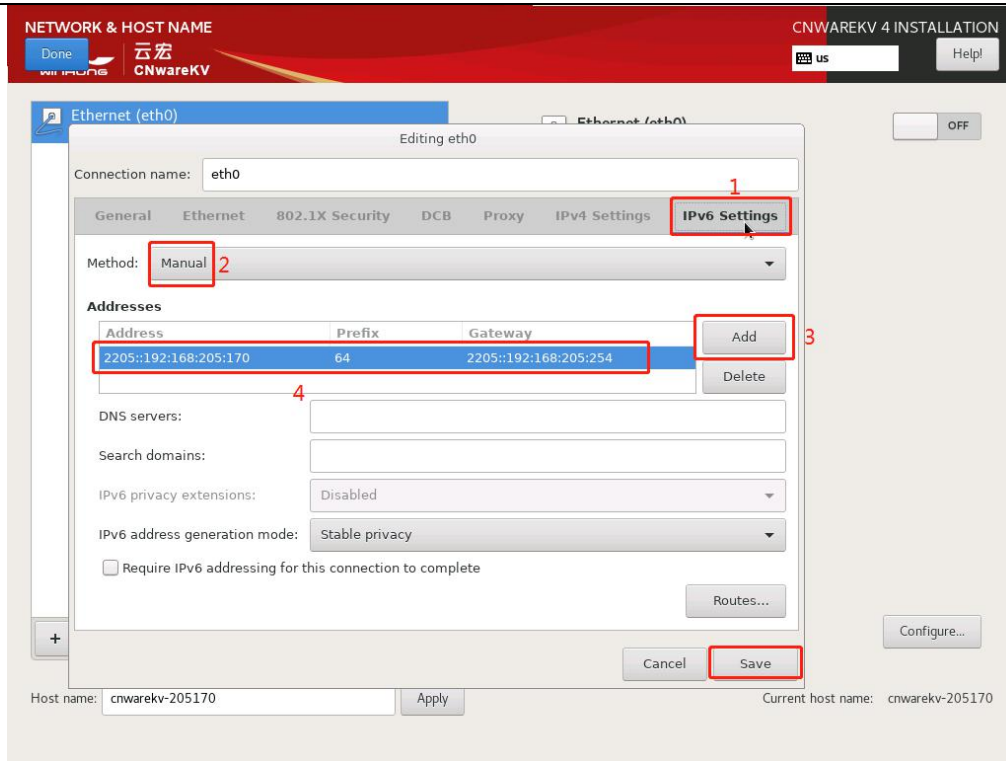 NETWORK & HOST NAME
CNWAREKV 4 INSTALLATION
Done
云宏
WINHONG CNwareKV
us
Help!
Ethernet (eth0)
Ethernet (eth0)
OFF
Editing eth0
Connection name: eth0
1
General Ethernet 802.1X Security DCB Proxy IPv4 Settings IPv6 Settings
Method: Manual 2
Addresses
Address Prefix Gateway
Add 3
2205::192:168:205:170 64 2205::192:168:205:254
Delete
4
DNS servers:
Search domains:
IPv6 privacy extensions: Disabled
IPv6 address generation mode: Stable privacy
Require IPv6 addressing for this connection to complete
Routes...
+
Configure...
Cancel Save
Host name: cnwarekv-205170 Apply Current host name: cnwarekv-205170